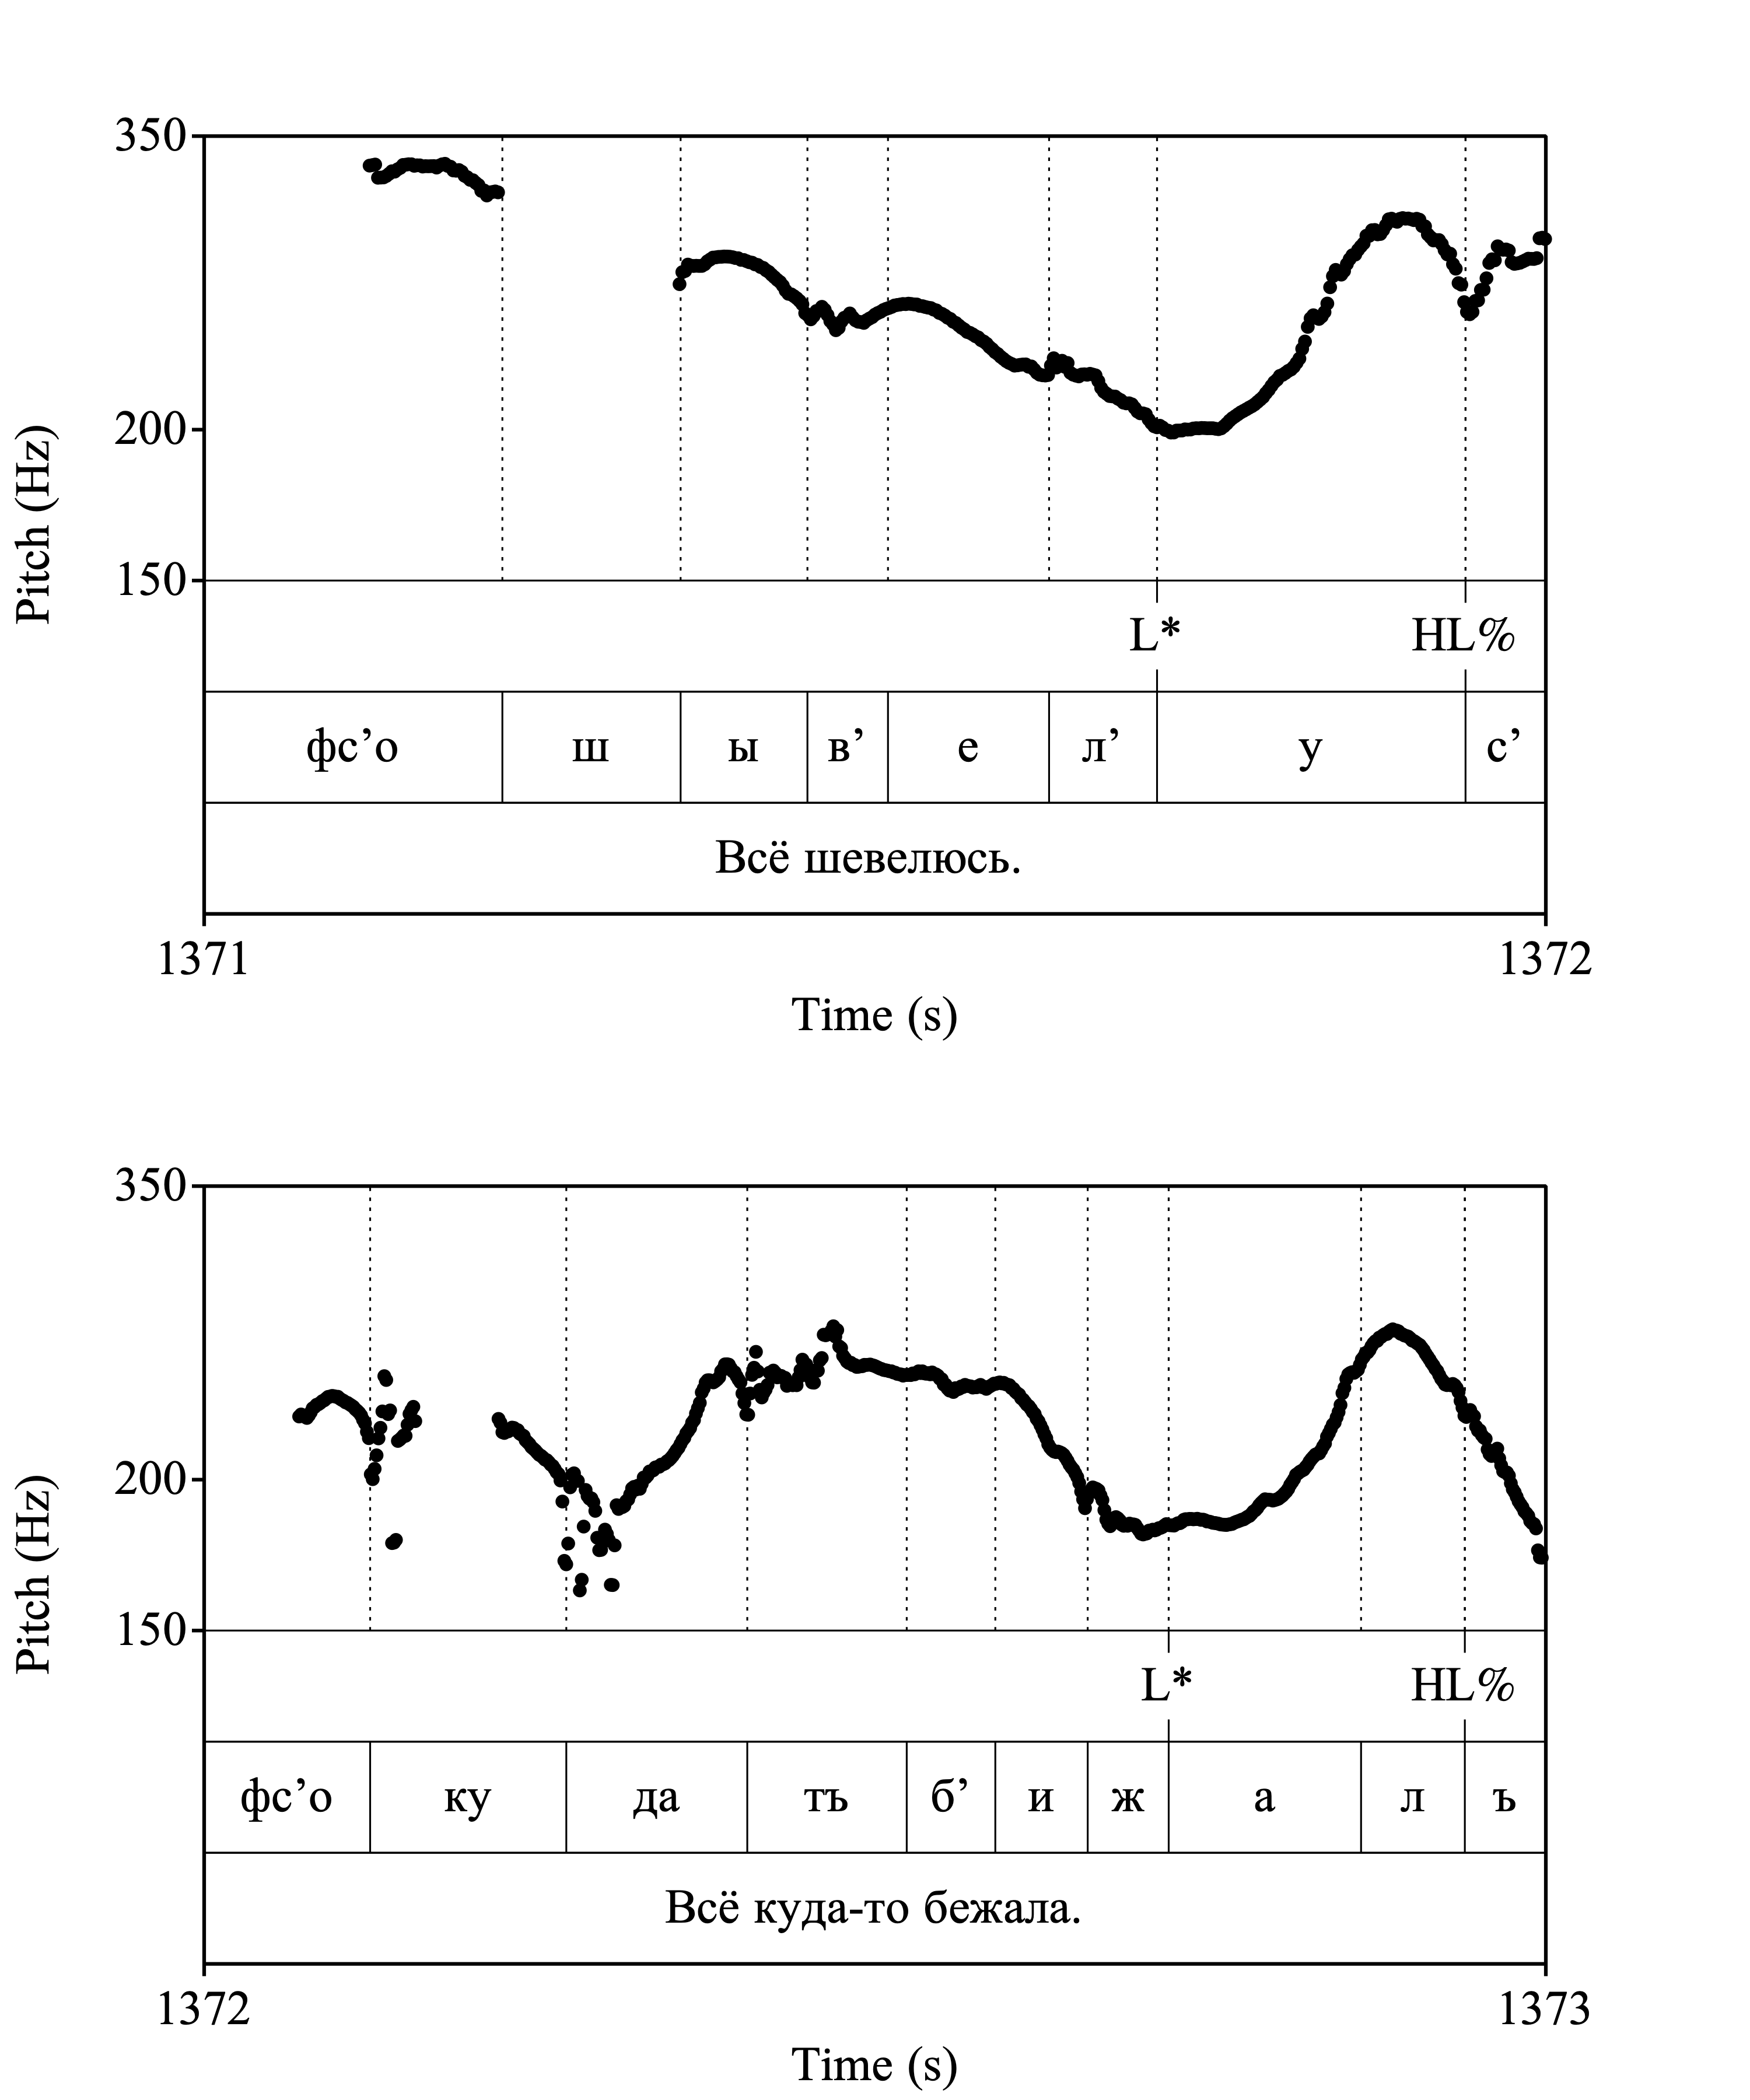 350
200
150
Pitch (Hz)
L* HL%
фс’о ш ы в’ е л’ у с’
Всё шевелюсь.
1371 1372
Time (s)
350
200
150
Pitch (Hz)
L* HL%
фс’о ку да тъ б’ и ж а л ъ
Всё куда-то бежала.
1372 1373
Time (s)